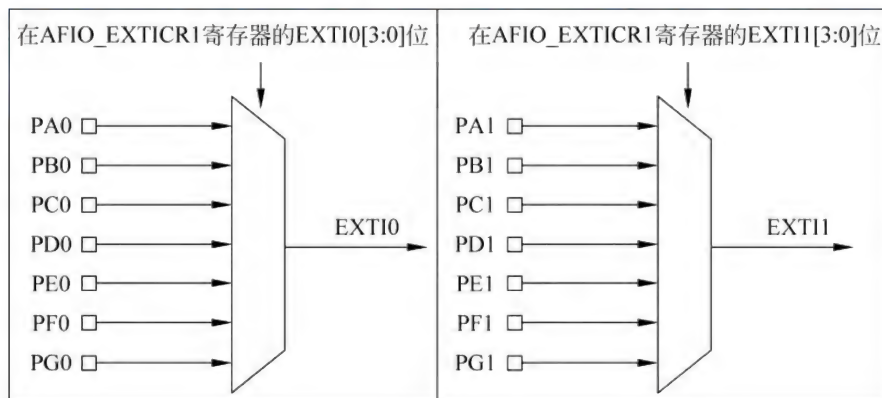 在AFIO_EXTICR1寄存器的EXTI0[3:0]位
PA0
PB0
PC0
PD0
PE0
PF0
PG0
EXTI0
在AFIO_EXTICR1寄存器的EXTI1[3:0]位
PA1
PB1
PC1
PD1
PE1
PF1
PG1
EXTI1